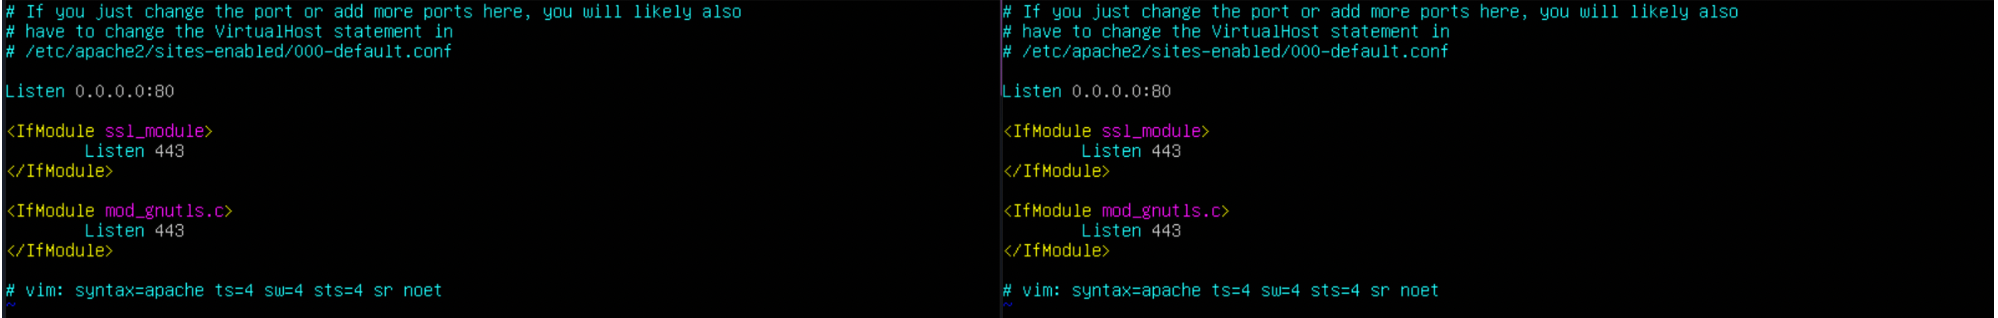 # If you just change the port or add more ports here, you will likely also
# have to change the VirtualHost statement in
# /etc/apache2/sites-enabled/000-default.conf
Listen 0.0.0.0:80
<IfModule ssl_module>
        Listen 443
</IfModule>
<IfModule mod_gnutls.c>
        Listen 443
</IfModule>
# vim: syntax=apache ts=4 sw=4 sts=4 sr noet
~
# If you just change the port or add more ports here, you will likely also
# have to change the VirtualHost statement in
# /etc/apache2/sites-enabled/000-default.conf
Listen 0.0.0.0:80
<IfModule ssl_module>
        Listen 443
</IfModule>
<IfModule mod_gnutls.c>
        Listen 443
</IfModule>
# vim: syntax=apache ts=4 sw=4 sts=4 sr noet
~